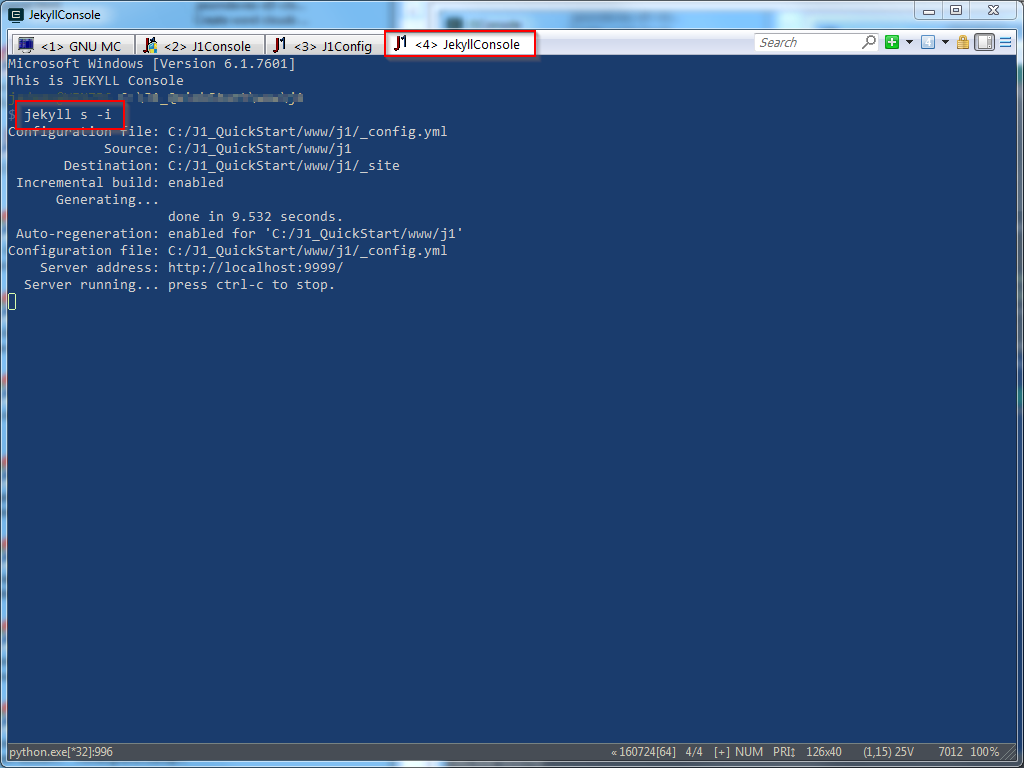 JekyllConsole
<1> GNU MC <2> J1Console <3> J1Config <4> JekyllConsole Search
Microsoft Windows [Version 6.1.7601]
This is JEKYLL Console
$ jekyll s -i
Configuration file: C:/J1_QuickStart/www/j1/_config.yml
Source: C:/J1_QuickStart/www/j1
Destination: C:/J1_QuickStart/www/j1/_site
Incremental build: enabled
Generating...
done in 9.532 seconds.
Auto-regeneration: enabled for 'C:/J1_QuickStart/www/j1'
Configuration file: C:/J1_QuickStart/www/j1/_config.yml
Server address: http://localhost:9999/
Server running... press ctrl-c to stop.
python.exe[*32]:996 «160724[64] 4/4 [+] NUM PRI↕ 126x40 (1,15) 25V 7012 100%